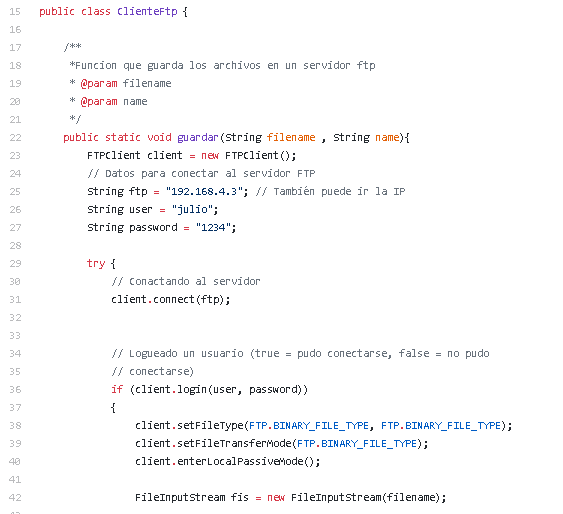 15 public class ClienteFtp {
16
17 /**
18 *Funcion que guarda los archivos en un servidor ftp
19 * @param filename
20 * @param name
21 */
22 public static void guardar(String filename , String name){
23 FTPClient client = new FTPClient();
24 // Datos para conectar al servidor FTP
25 String ftp = "192.168.4.3"; // También puede ir la IP
26 String user = "julio";
27 String password = "1234";
28
29 try {
30 // Conactando al servidor
31 client.connect(ftp);
32
33
34 // Logueado un usuario (true = pudo conectarse, false = no pudo
35 // conectarse)
36 if (client.login(user, password))
37 {
38 client.setFileType(FTP.BINARY_FILE_TYPE, FTP.BINARY_FILE_TYPE);
39 client.setFileTransferMode(FTP.BINARY_FILE_TYPE);
40 client.enterLocalPassiveMode();
41
42 FileInputStream fis = new FileInputStream(filename);